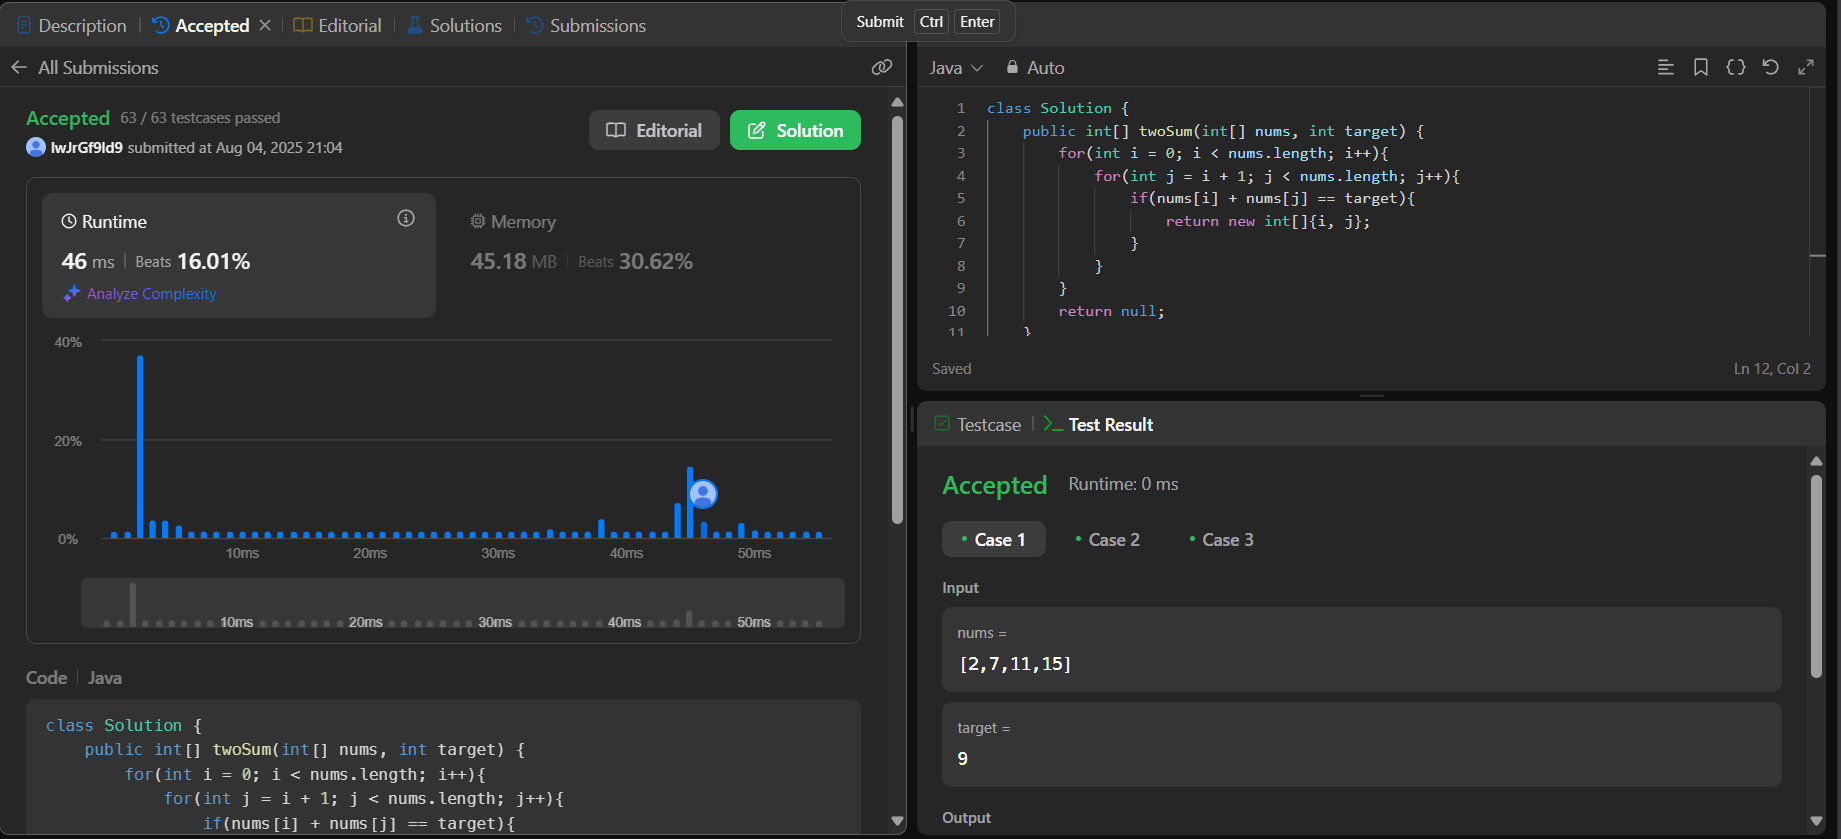 Description
Accepted
Editorial
Solutions
Submissions
Submit Ctrl Enter
All Submissions
Accepted 63 / 63 testcases passed
Editorial
Solution
lwJrGf9ld9 submitted at Aug 04, 2025 21:04
Runtime
46 ms Beats 16.01%
Analyze Complexity
Memory
45.18 MB Beats 30.62%
40%
20%
0%
10ms 20ms 30ms 40ms 50ms
10ms 20ms 30ms 40ms 50ms
Code Java
class Solution {
public int[] twoSum(int[] nums, int target) {
for(int i = 0; i < nums.length; i++){
for(int j = i + 1; j < nums.length; j++){
if(nums[i] + nums[j] == target){
Java Auto
1 class Solution {
2 public int[] twoSum(int[] nums, int target) {
3 for(int i = 0; i < nums.length; i++){
4 for(int j = i + 1; j < nums.length; j++){
5 if(nums[i] + nums[j] == target){
6 return new int[]{i, j};
7 }
8 }
9 }
10 return null;
11 }
Saved
Ln 12, Col 2
Testcase
Test Result
Accepted Runtime: 0 ms
Case 1 Case 2 Case 3
Input
nums =
[2,7,11,15]
target =
9
Output